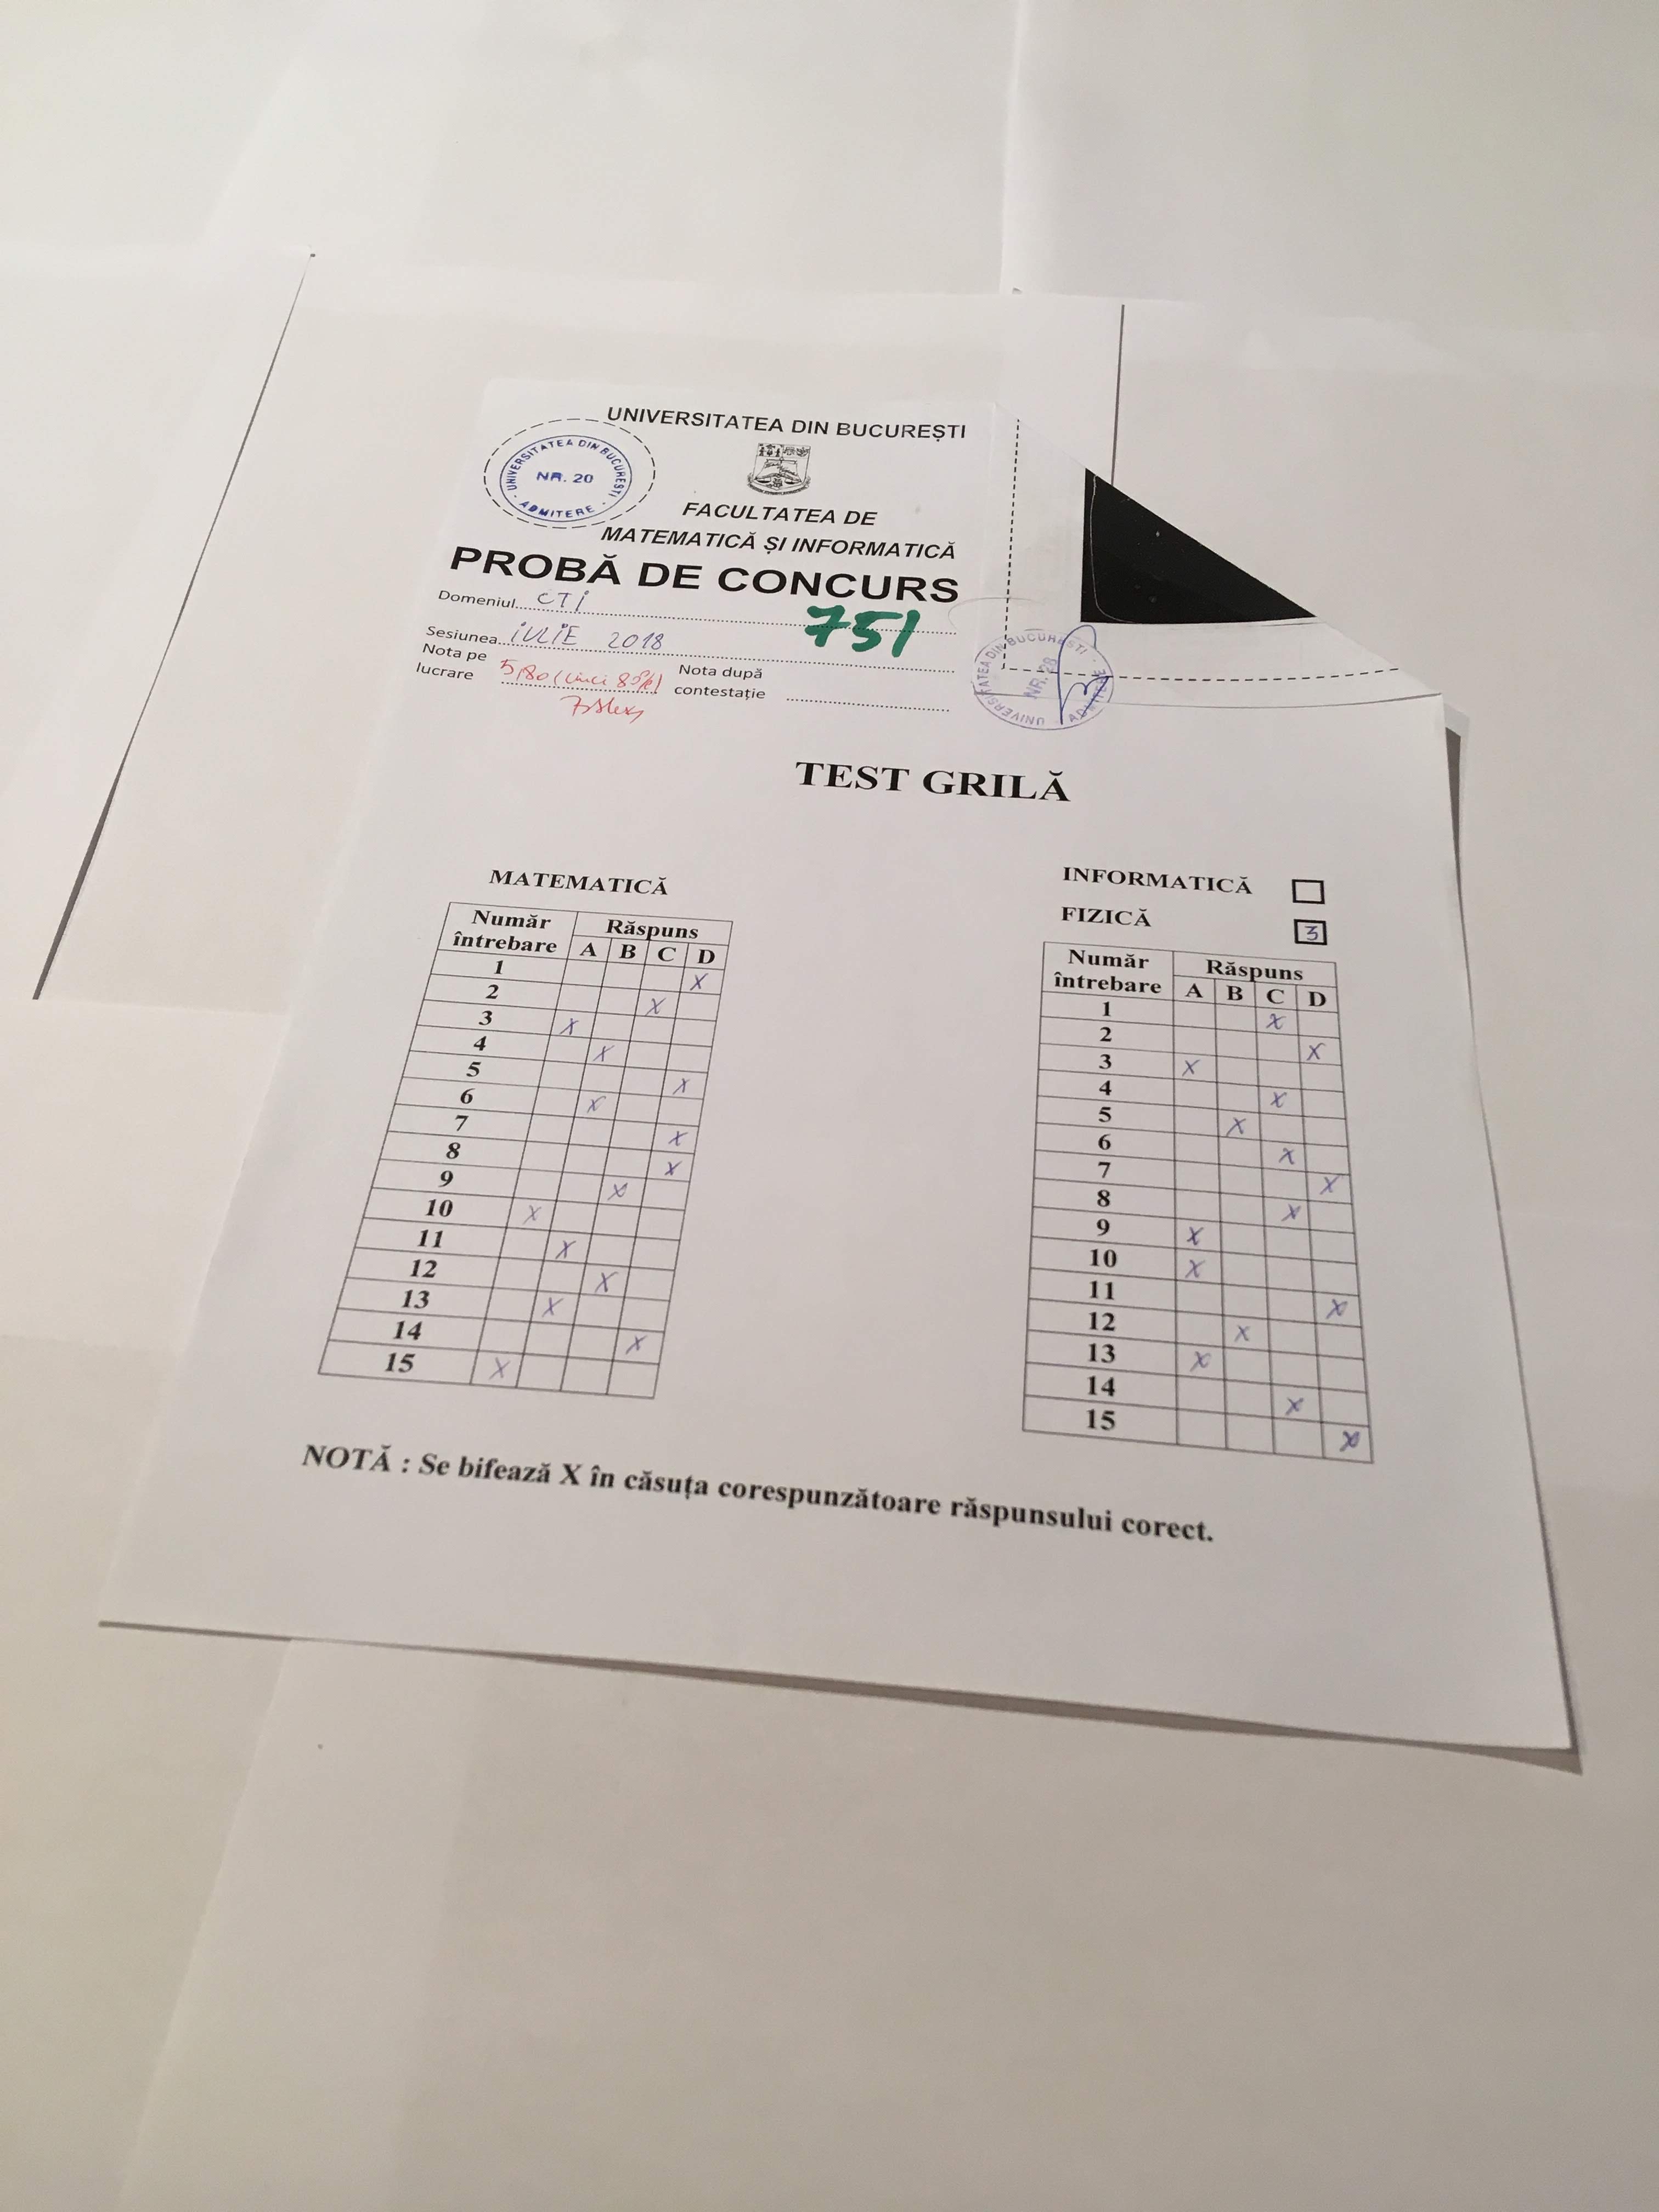 UNIVERSITATEA DIN BUCUREȘTI
UNIVERSITATEA DIN BUCUREȘTI
NR. 20
ADMITERE
FACULTATEA DE
MATEMATICĂ ȘI INFORMATICĂ
PROBĂ DE CONCURS
Domeniul CTI
751
Sesiunea IULIE 2018
Nota pe lucrare 5,80 (cinci 80%)
Nota după contestație
UNIVERSITATEA DIN BUCUREȘTI
NR. 28
ADMITERE
TEST GRILĂ
MATEMATICĂ
Număr întrebare Răspuns
A B C D
1 X
2 X
3 X
4 X
5 X
6 X
7 X
8 X
9 X
10 X
11 X
12 X
13 X
14 X
15 X
INFORMATICĂ
FIZICĂ 3
Număr întrebare Răspuns
A B C D
1 X
2 X
3 X
4 X
5 X
6 X
7 X
8 X
9 X
10 X
11 X
12 X
13 X
14 X
15 X
NOTĂ : Se bifează X în căsuța corespunzătoare răspunsului corect.